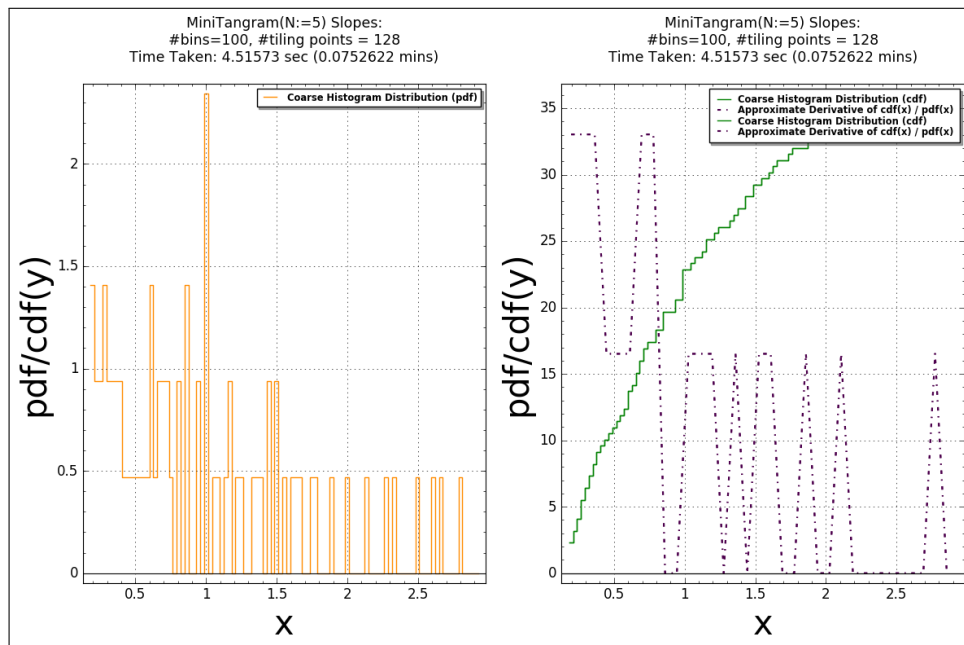 MiniTangram(N:=5) Slopes:
#bins=100, #tiling points = 128
Time Taken: 4.51573 sec (0.0752622 mins)
Coarse Histogram Distribution (pdf)
pdf/cdf(y)
2
1.5
1
0.5
0
0.5
1
1.5
2
2.5
x
MiniTangram(N:=5) Slopes:
#bins=100, #tiling points = 128
Time Taken: 4.51573 sec (0.0752622 mins)
Coarse Histogram Distribution (cdf)
Approximate Derivative of cdf(x) / pdf(x)
Coarse Histogram Distribution (cdf)
Approximate Derivative of cdf(x) / pdf(x)
pdf/cdf(y)
35
30
25
20
15
10
5
0
0.5
1
1.5
2
2.5
x